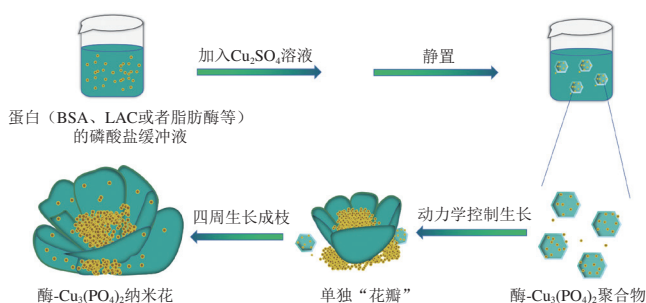 加入Cu₂SO₄溶液
静置
蛋白（BSA、LAC或者脂肪酶等）
的磷酸盐缓冲液
四周生长成枝
动力学控制生长
酶-Cu₃(PO₄)₂纳米花
单独“花瓣”
酶-Cu₃(PO₄)₂聚合物